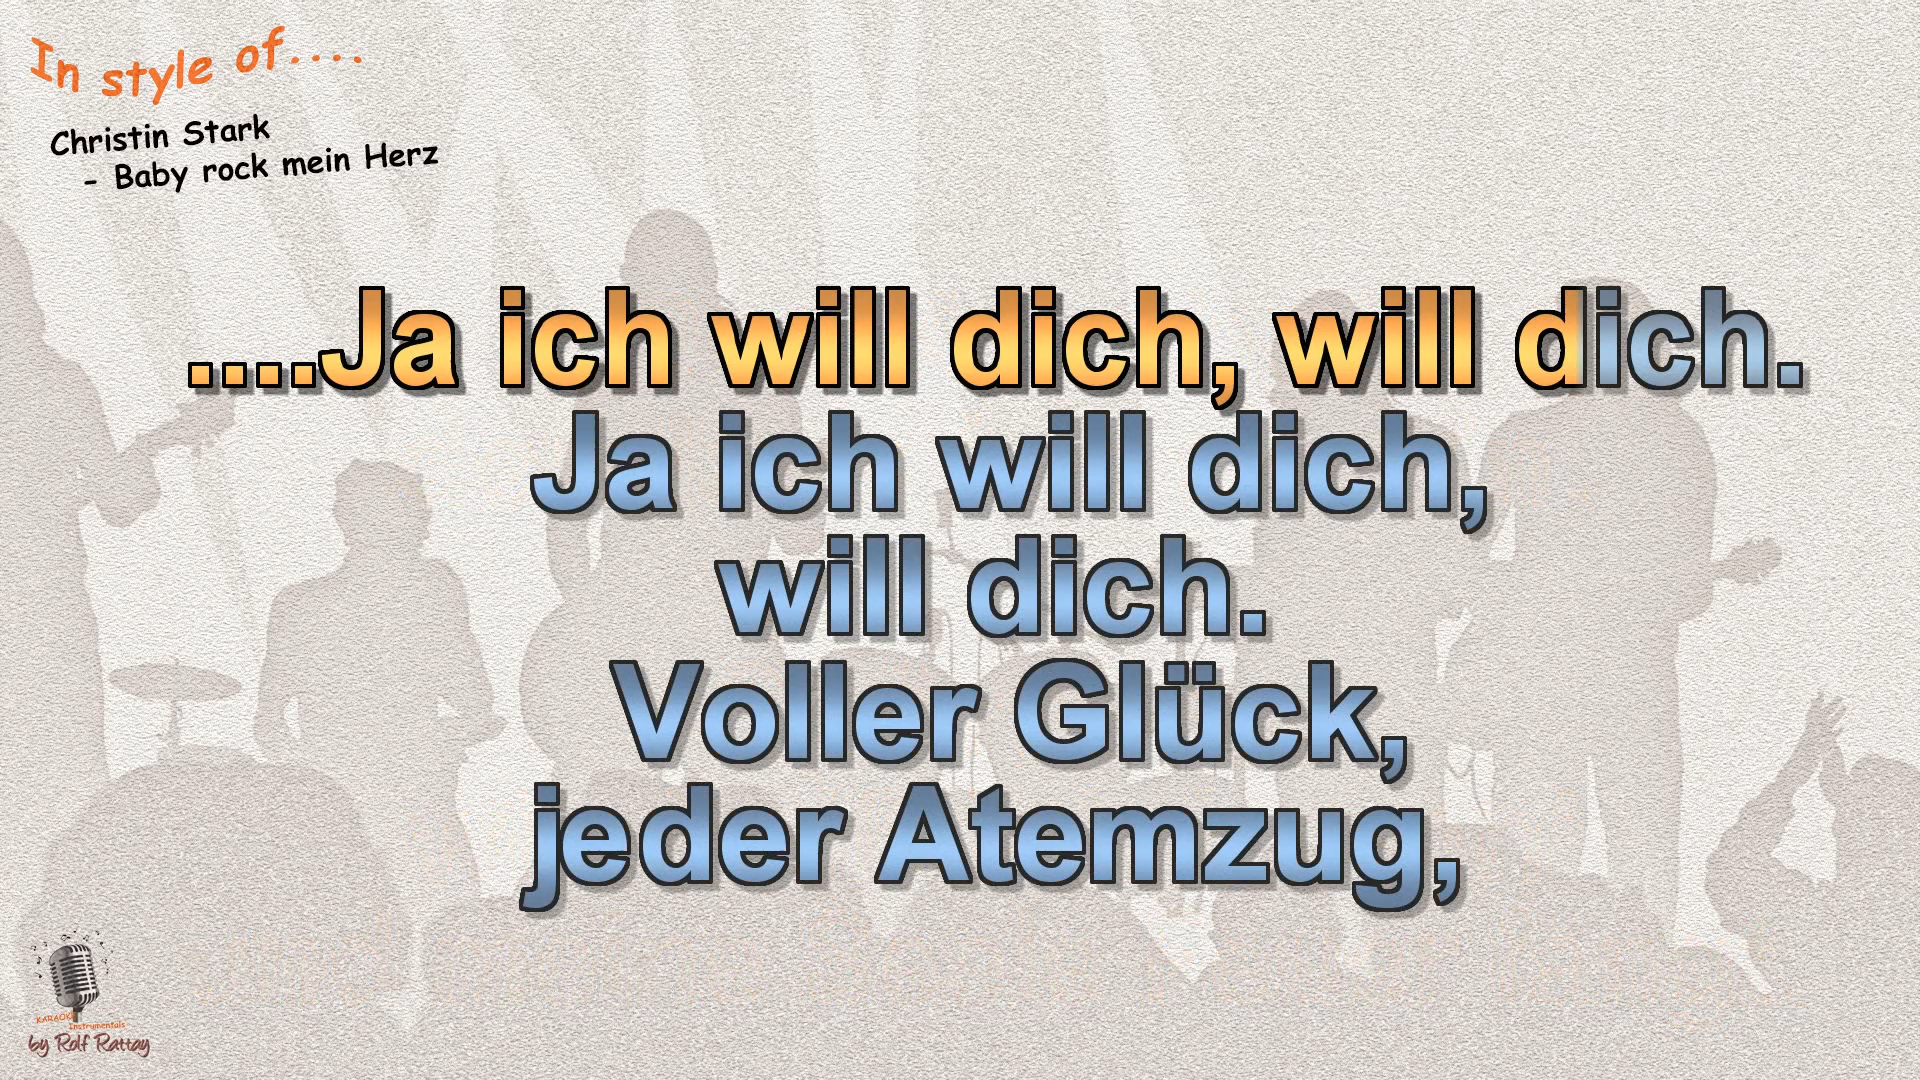 In style of....
Christin Stark
- Baby rock mein Herz
....Ja ich will dich, will dich.
Ja ich will dich,
will dich.
Voller Glück,
jeder Atemzug,
KARAOKE
Instrumentals
by Rolf Rattay